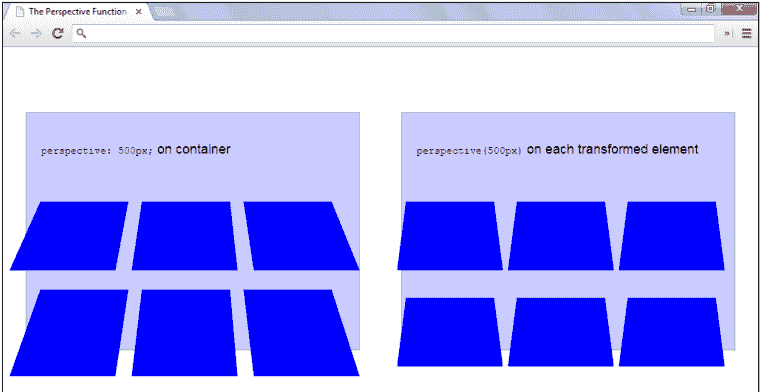 The Perspective Function
perspective: 500px; on container
perspective(500px) on each transformed element